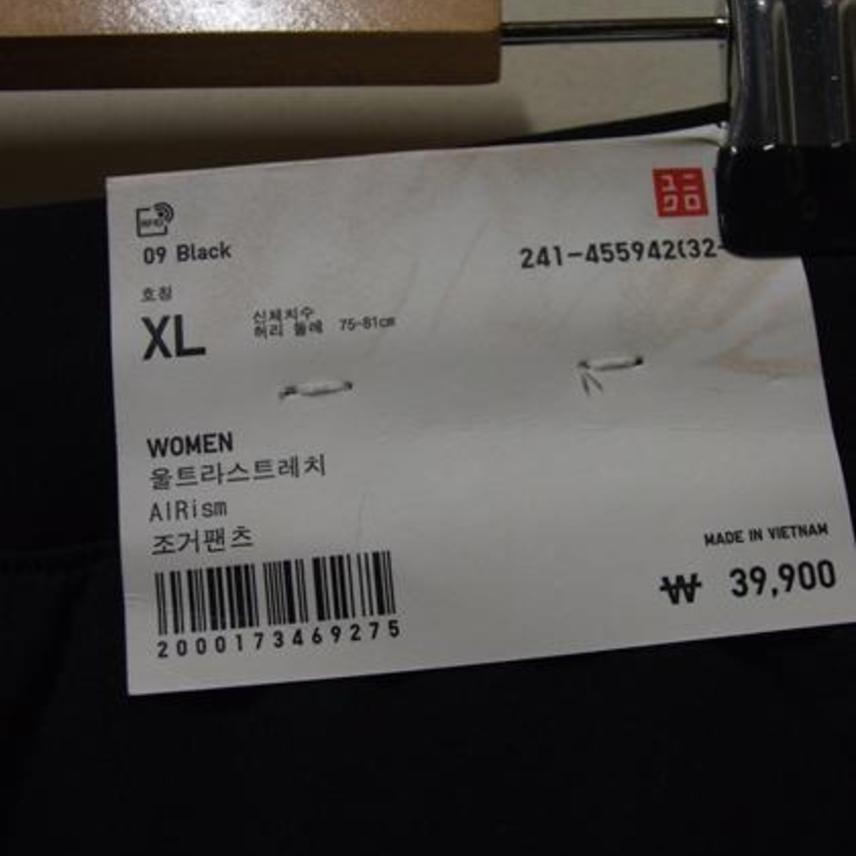 RFID
ユニ
クロ
09 Black
241-455942(32-
호칭
XL
신체치수
허리 둘레 75-81cm
WOMEN
울트라스트레치
AIRism
조거팬츠
MADE IN VIETNAM
₩ 39,900
2000173469275